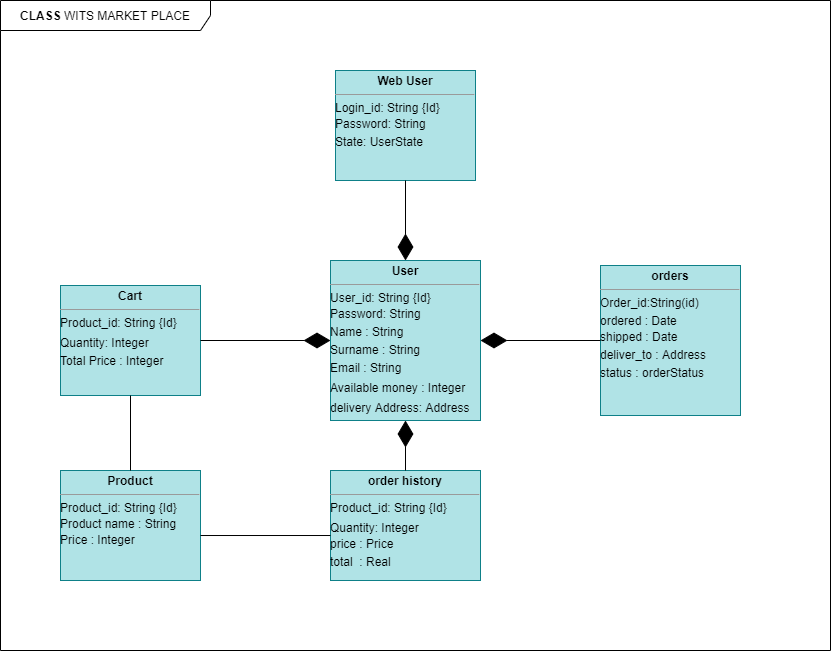 CLASS WITS MARKET PLACE
Web User
Login_id: String {Id}
Password: String
State: UserState
User
User_id: String {Id}
Password: String
Name : String
Surname : String
Email : String
Available money : Integer
delivery Address: Address
orders
Order_id:String(id)
ordered : Date
shipped : Date
deliver_to : Address
status : orderStatus
Cart
Product_id: String {Id}
Quantity: Integer
Total Price : Integer
Product
Product_id: String {Id}
Product name : String
Price : Integer
order history
Product_id: String {Id}
Quantity: Integer
price : Price
total : Real